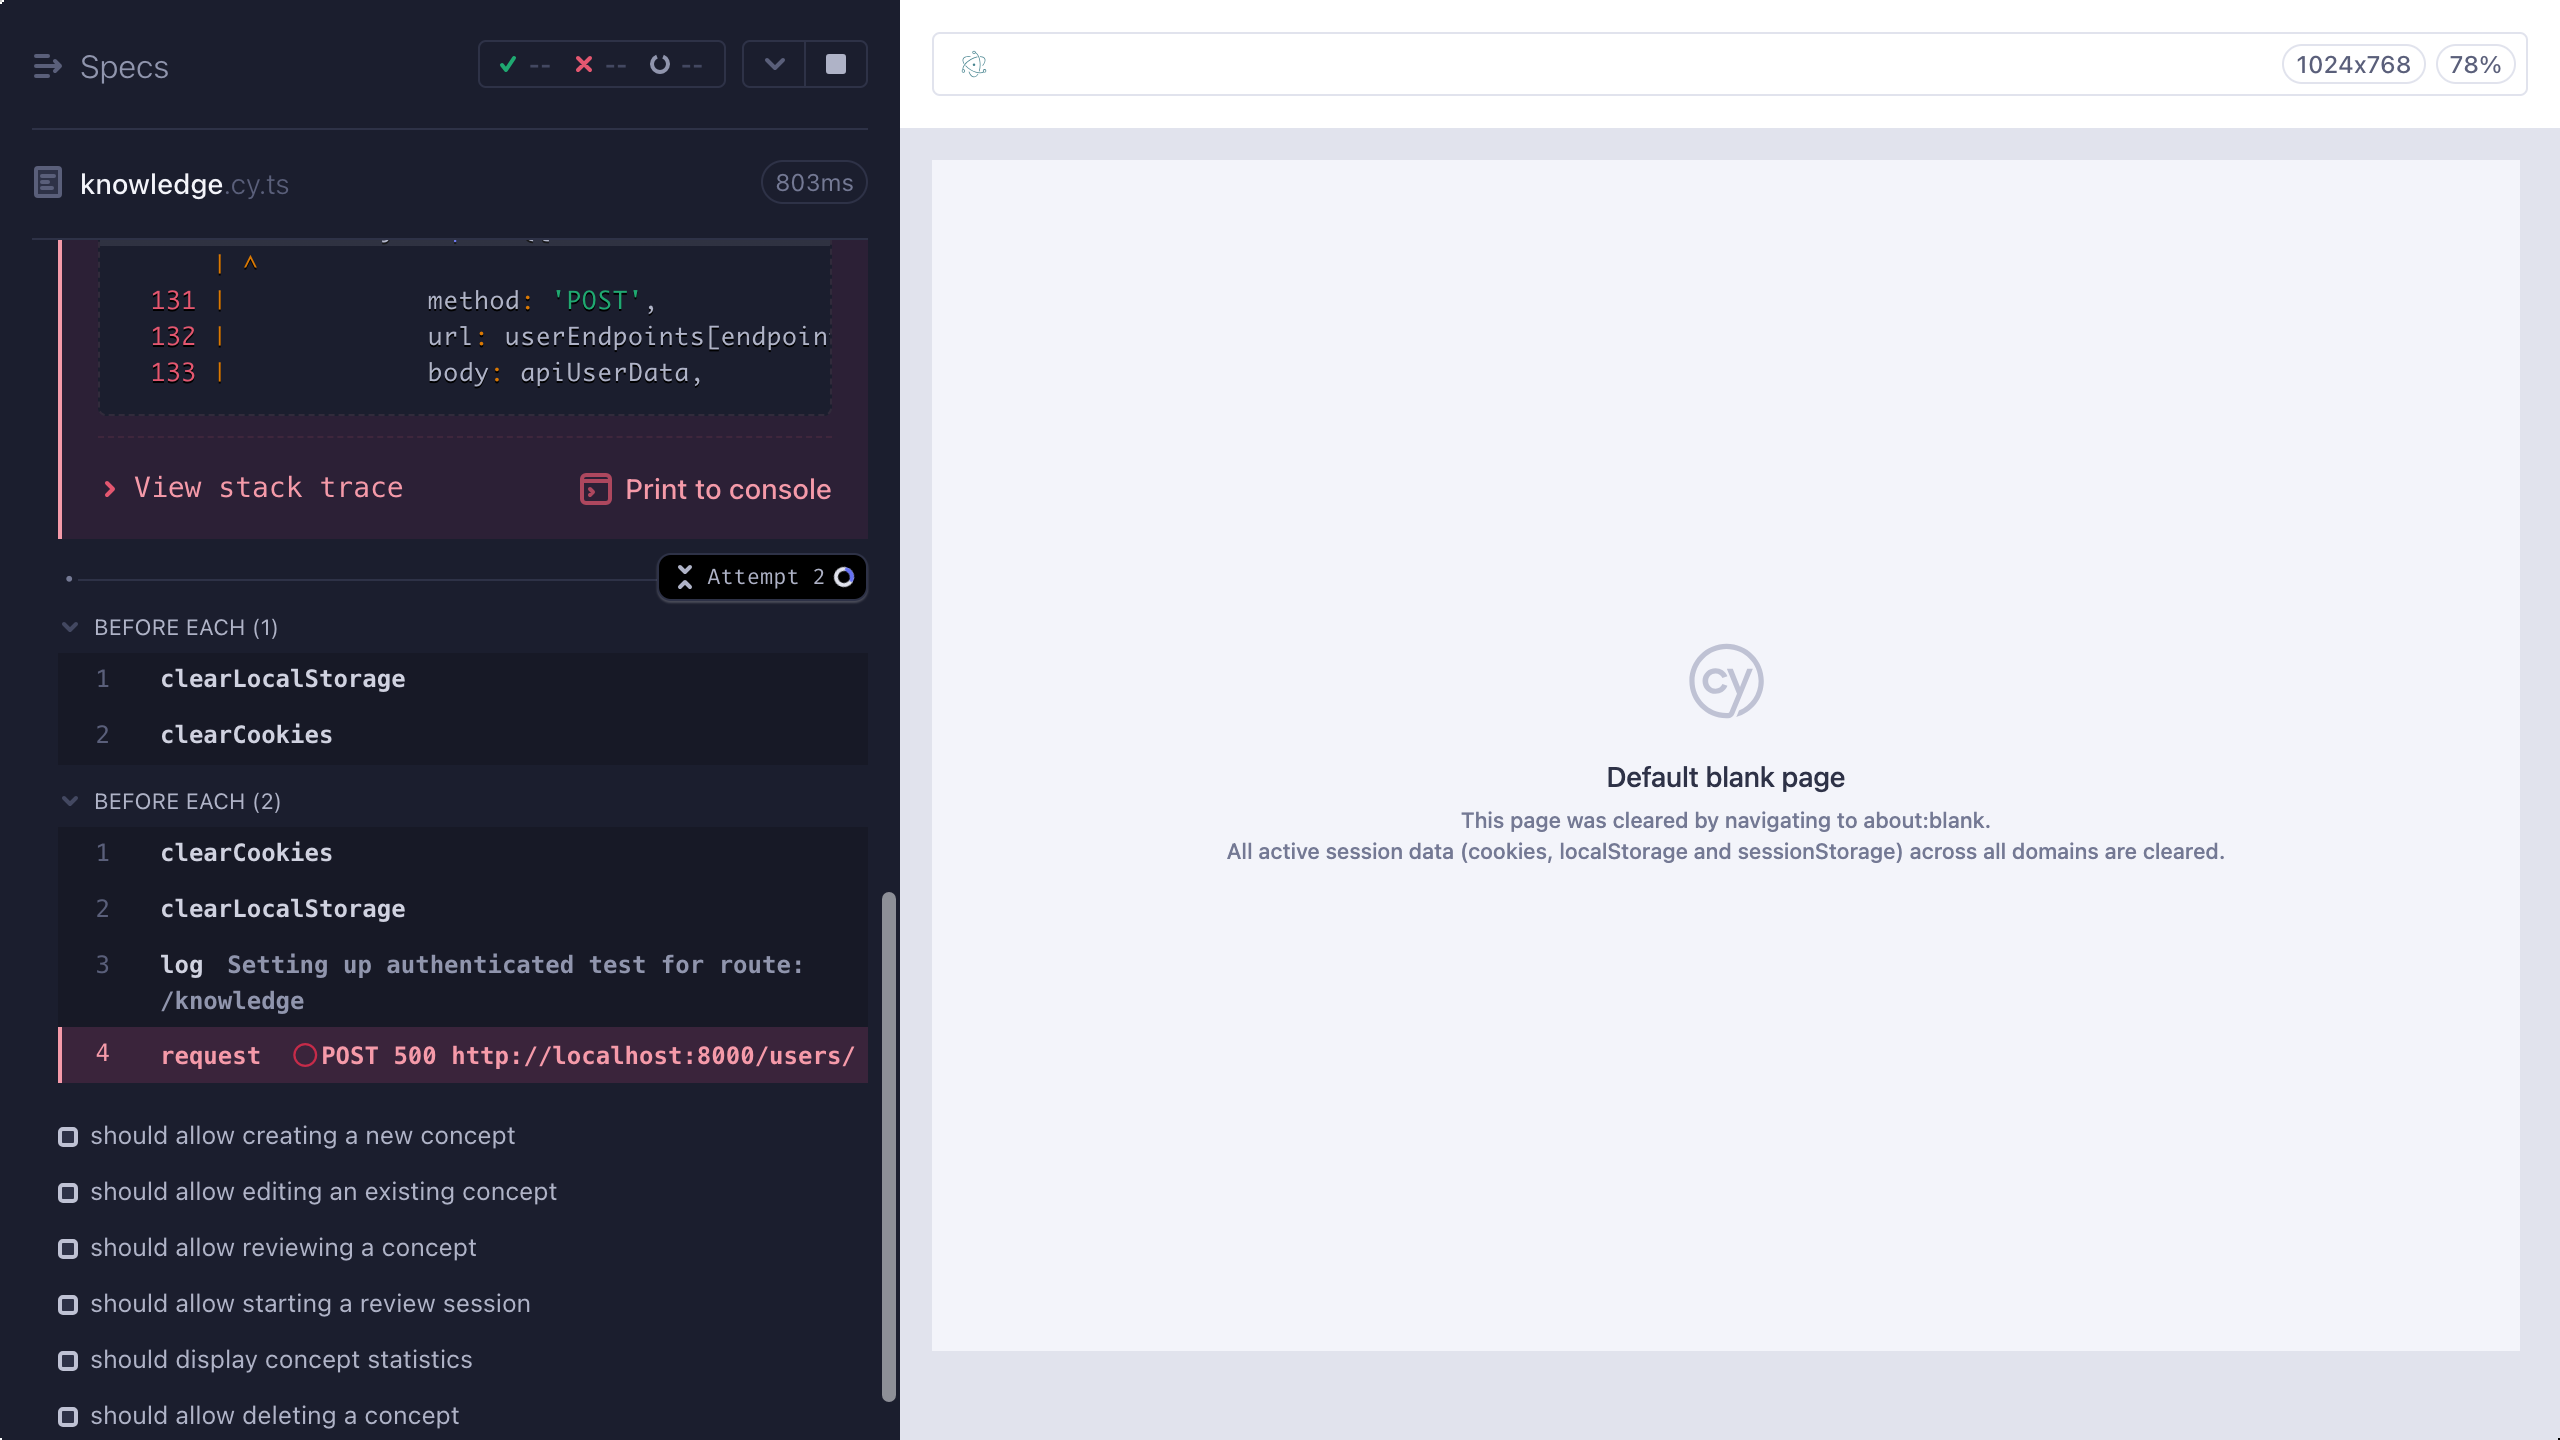 Specs
-- -- --
knowledge.cy.ts 803ms
| ^
131 | method: 'POST',
132 | url: userEndpoints[endpoin
133 | body: apiUserData,
View stack trace Print to console
Attempt 2
BEFORE EACH (1)
1 clearLocalStorage
2 clearCookies
BEFORE EACH (2)
1 clearCookies
2 clearLocalStorage
3 log Setting up authenticated test for route:
/knowledge
4 request POST 500 http://localhost:8000/users/
should allow creating a new concept
should allow editing an existing concept
should allow reviewing a concept
should allow starting a review session
should display concept statistics
should allow deleting a concept
1024x768 78%
cy
Default blank page
This page was cleared by navigating to about:blank.
All active session data (cookies, localStorage and sessionStorage) across all domains are cleared.